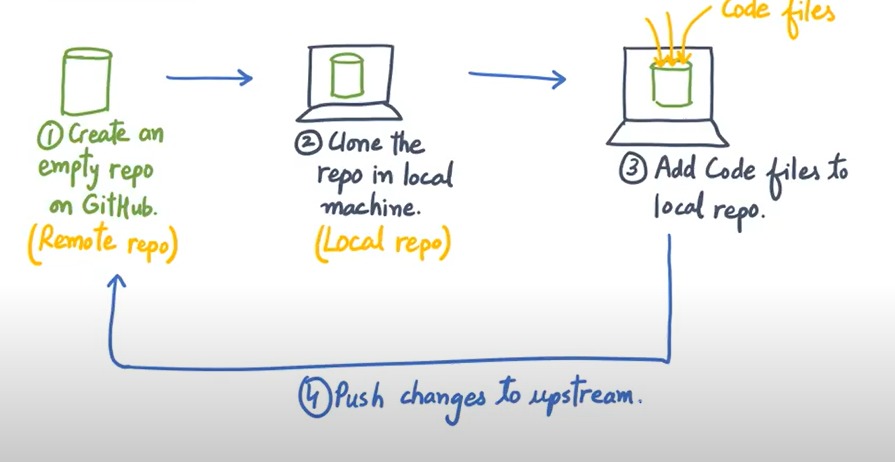 Code files
① Create an
empty repo
on GitHub.
(Remote repo)
② Clone the
repo in local
machine.
(Local repo)
③ Add Code files to
local repo.
④ Push changes to upstream.